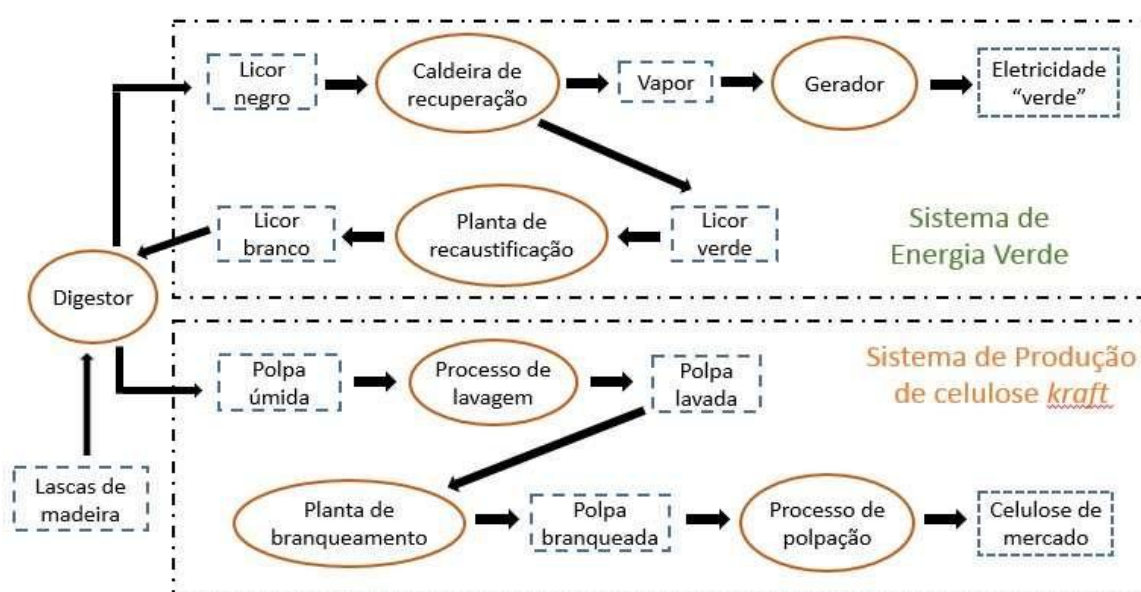 Licor
negro
Caldeira de
recuperação
Vapor
Gerador
Eletricidade
“verde”
Licor
branco
Planta de
recaustificação
Licor
verde
Sistema de
Energia Verde
Digestor
Sistema de Produção
de celulose kraft
Polpa
úmida
Processo de
lavagem
Polpa
lavada
Lascas de
madeira
Planta de
branqueamento
Polpa
branqueada
Processo de
polpação
Celulose de
mercado